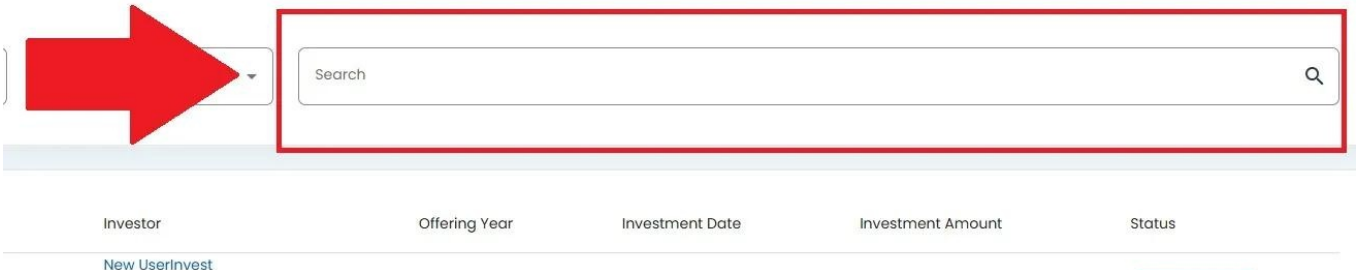 Search
Investor Offering Year Investment Date Investment Amount Status
New UserInvest